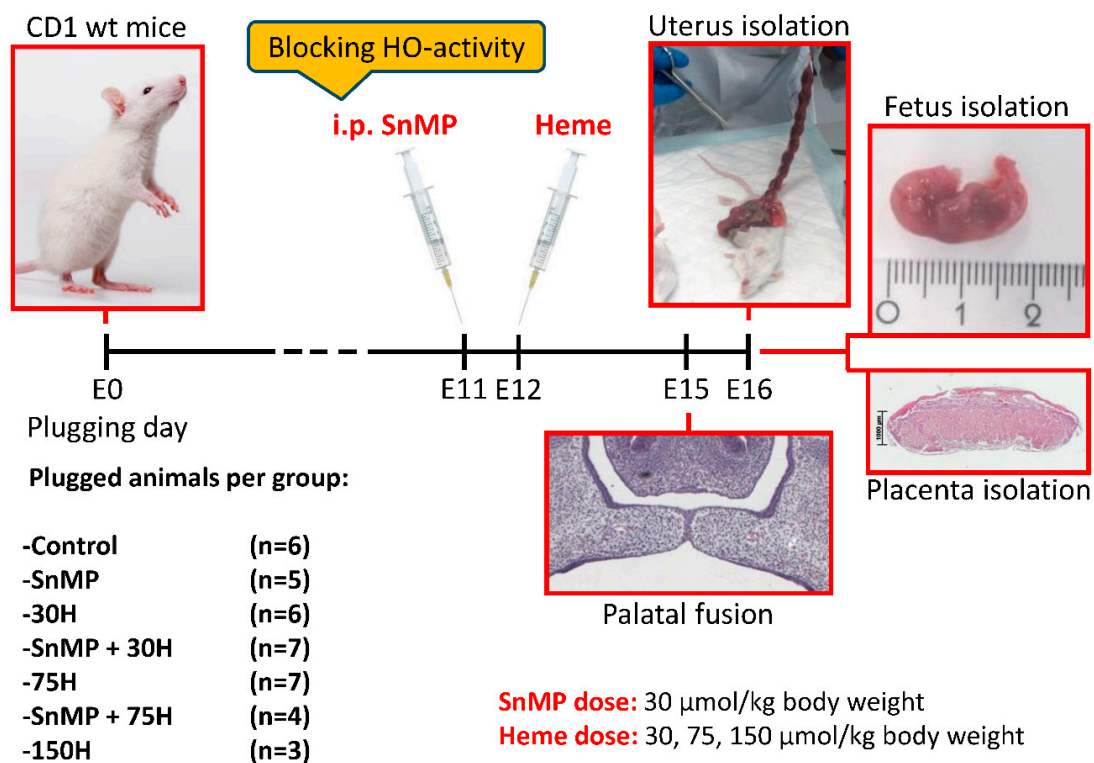 CD1 wt mice
Blocking HO-activity
i.p. SnMP
Heme
Uterus isolation
Fetus isolation
0 1 2
E0
E11
E12
E15
E16
Plugging day
1000 µm
Placenta isolation
Palatal fusion
Plugged animals per group:
-Control (n=6)
-SnMP (n=5)
-30H (n=6)
-SnMP + 30H (n=7)
-75H (n=7)
-SnMP + 75H (n=4)
-150H (n=3)
SnMP dose: 30 µmol/kg body weight
Heme dose: 30, 75, 150 µmol/kg body weight